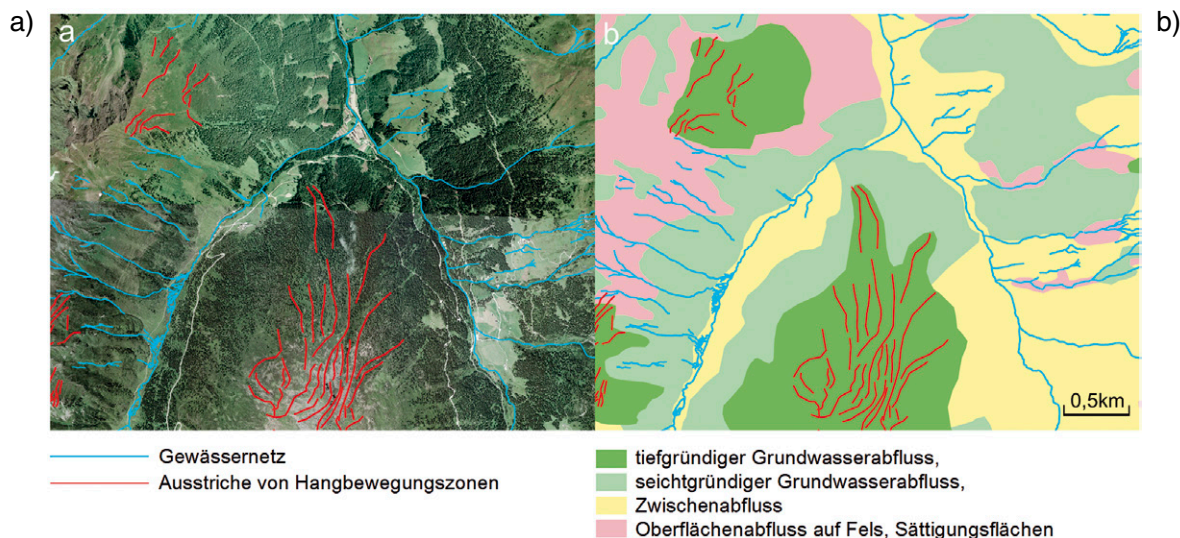 a)
b)
a
b
0,5km
Gewässernetz
Ausstriche von Hangbewegungszonen
tiefgründiger Grundwasserabfluss,
seichtgründiger Grundwasserabfluss,
Zwischenabfluss
Oberflächenabfluss auf Fels, Sättigungsflächen